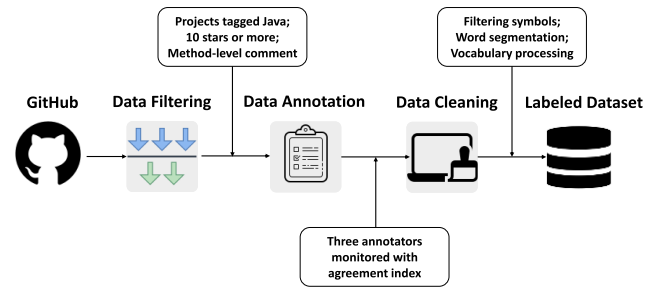 Projects tagged Java;
10 stars or more;
Method-level comment
Filtering symbols;
Word segmentation;
Vocabulary processing
GitHub
Data Filtering
Data Annotation
Data Cleaning
Labeled Dataset
Three annotators
monitored with
agreement index